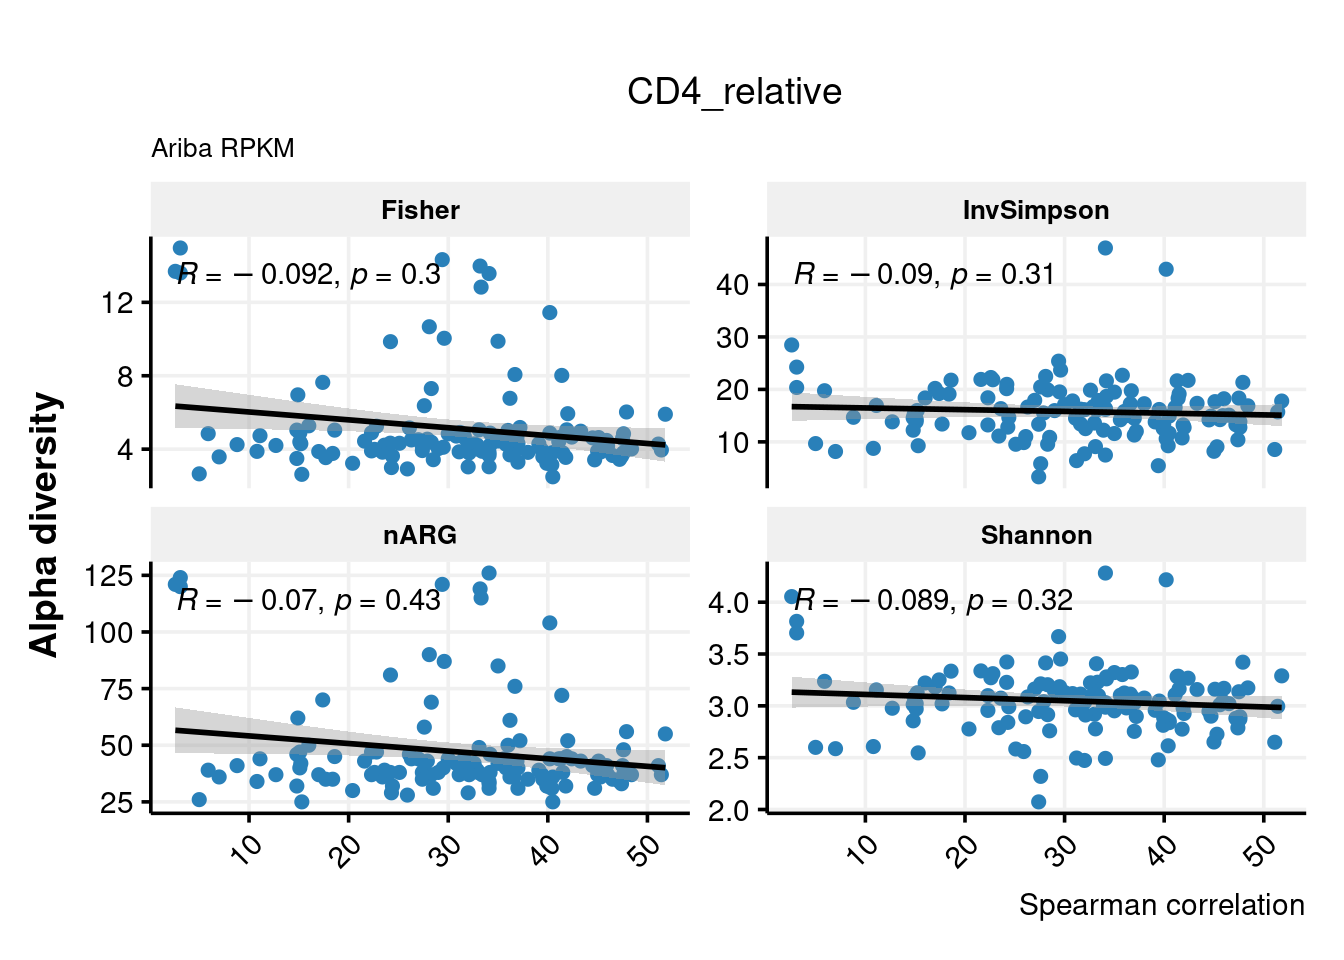 CD4_relative
Ariba RPKM
Fisher
InvSimpson
R = −0.092, p = 0.3
R = −0.09, p = 0.31
12
8
4
40
30
20
10
nARG
Shannon
R = −0.07, p = 0.43
R = −0.089, p = 0.32
125
100
75
50
25
4.0
3.5
3.0
2.5
2.0
10 20 30 40 50
10 20 30 40 50
Alpha diversity
Spearman correlation